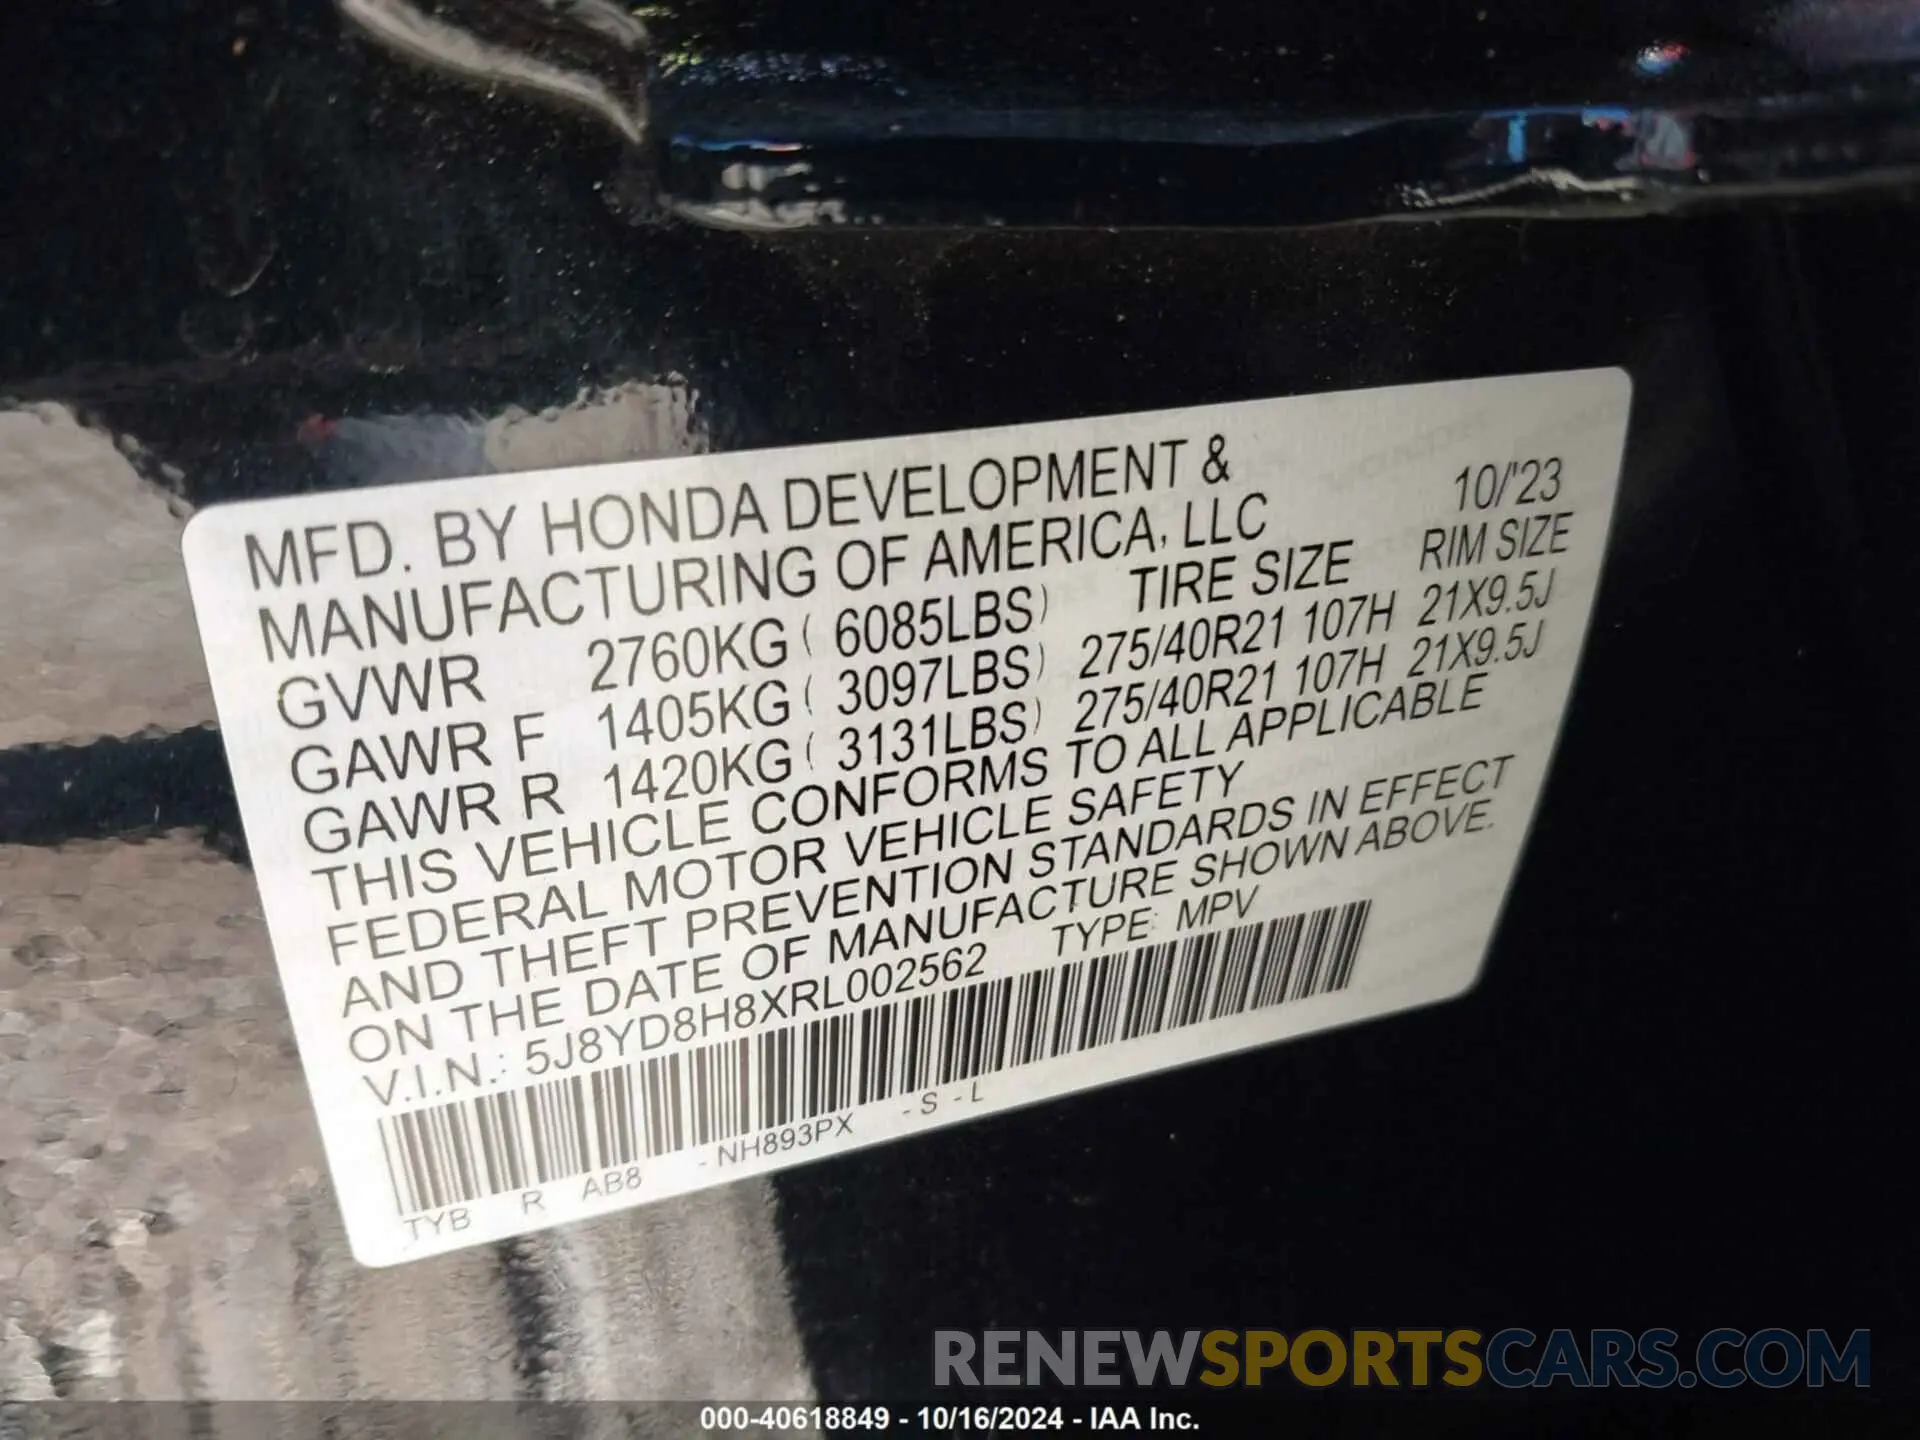 MFD. BY HONDA DEVELOPMENT &
MANUFACTURING OF AMERICA, LLC 10/'23
GVWR 2760KG ( 6085LBS) TIRE SIZE RIM SIZE
GAWR F 1405KG ( 3097LBS) 275/40R21 107H 21X9.5J
GAWR R 1420KG ( 3131LBS) 275/40R21 107H 21X9.5J
THIS VEHICLE CONFORMS TO ALL APPLICABLE
FEDERAL MOTOR VEHICLE SAFETY
AND THEFT PREVENTION STANDARDS IN EFFECT
ON THE DATE OF MANUFACTURE SHOWN ABOVE.
V.I.N.: 5J8YD8H8XRL002562 TYPE: MPV
TYB R AB8 - NH893PX - S - L
RENEWSPORTSCARS.COM
000-40618849 - 10/16/2024 - IAA Inc.